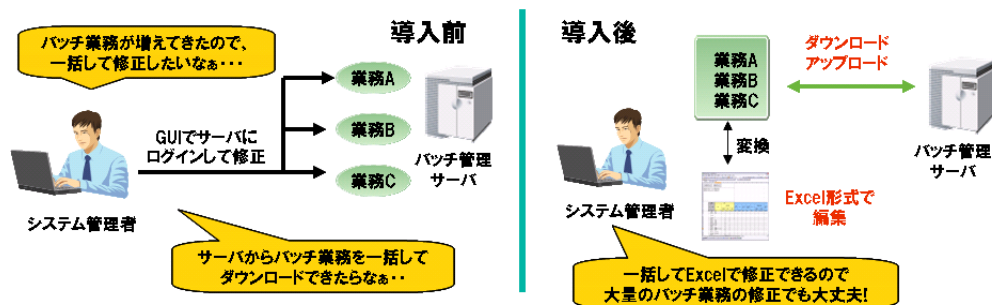 導入前
バッチ業務が増えてきたので、
一括して修正したいなぁ・・・
GUIでサーバに
ログインして修正
業務A
業務B
業務C
バッチ管理
サーバ
システム管理者
サーバからバッチ業務を一括して
ダウンロードできたらなぁ・・
導入後
業務A
業務B
業務C
ダウンロード
アップロード
バッチ管理
サーバ
変換
Excel形式で
編集
システム管理者
一括してExcelで修正できるので
大量のバッチ業務の修正でも大丈夫!